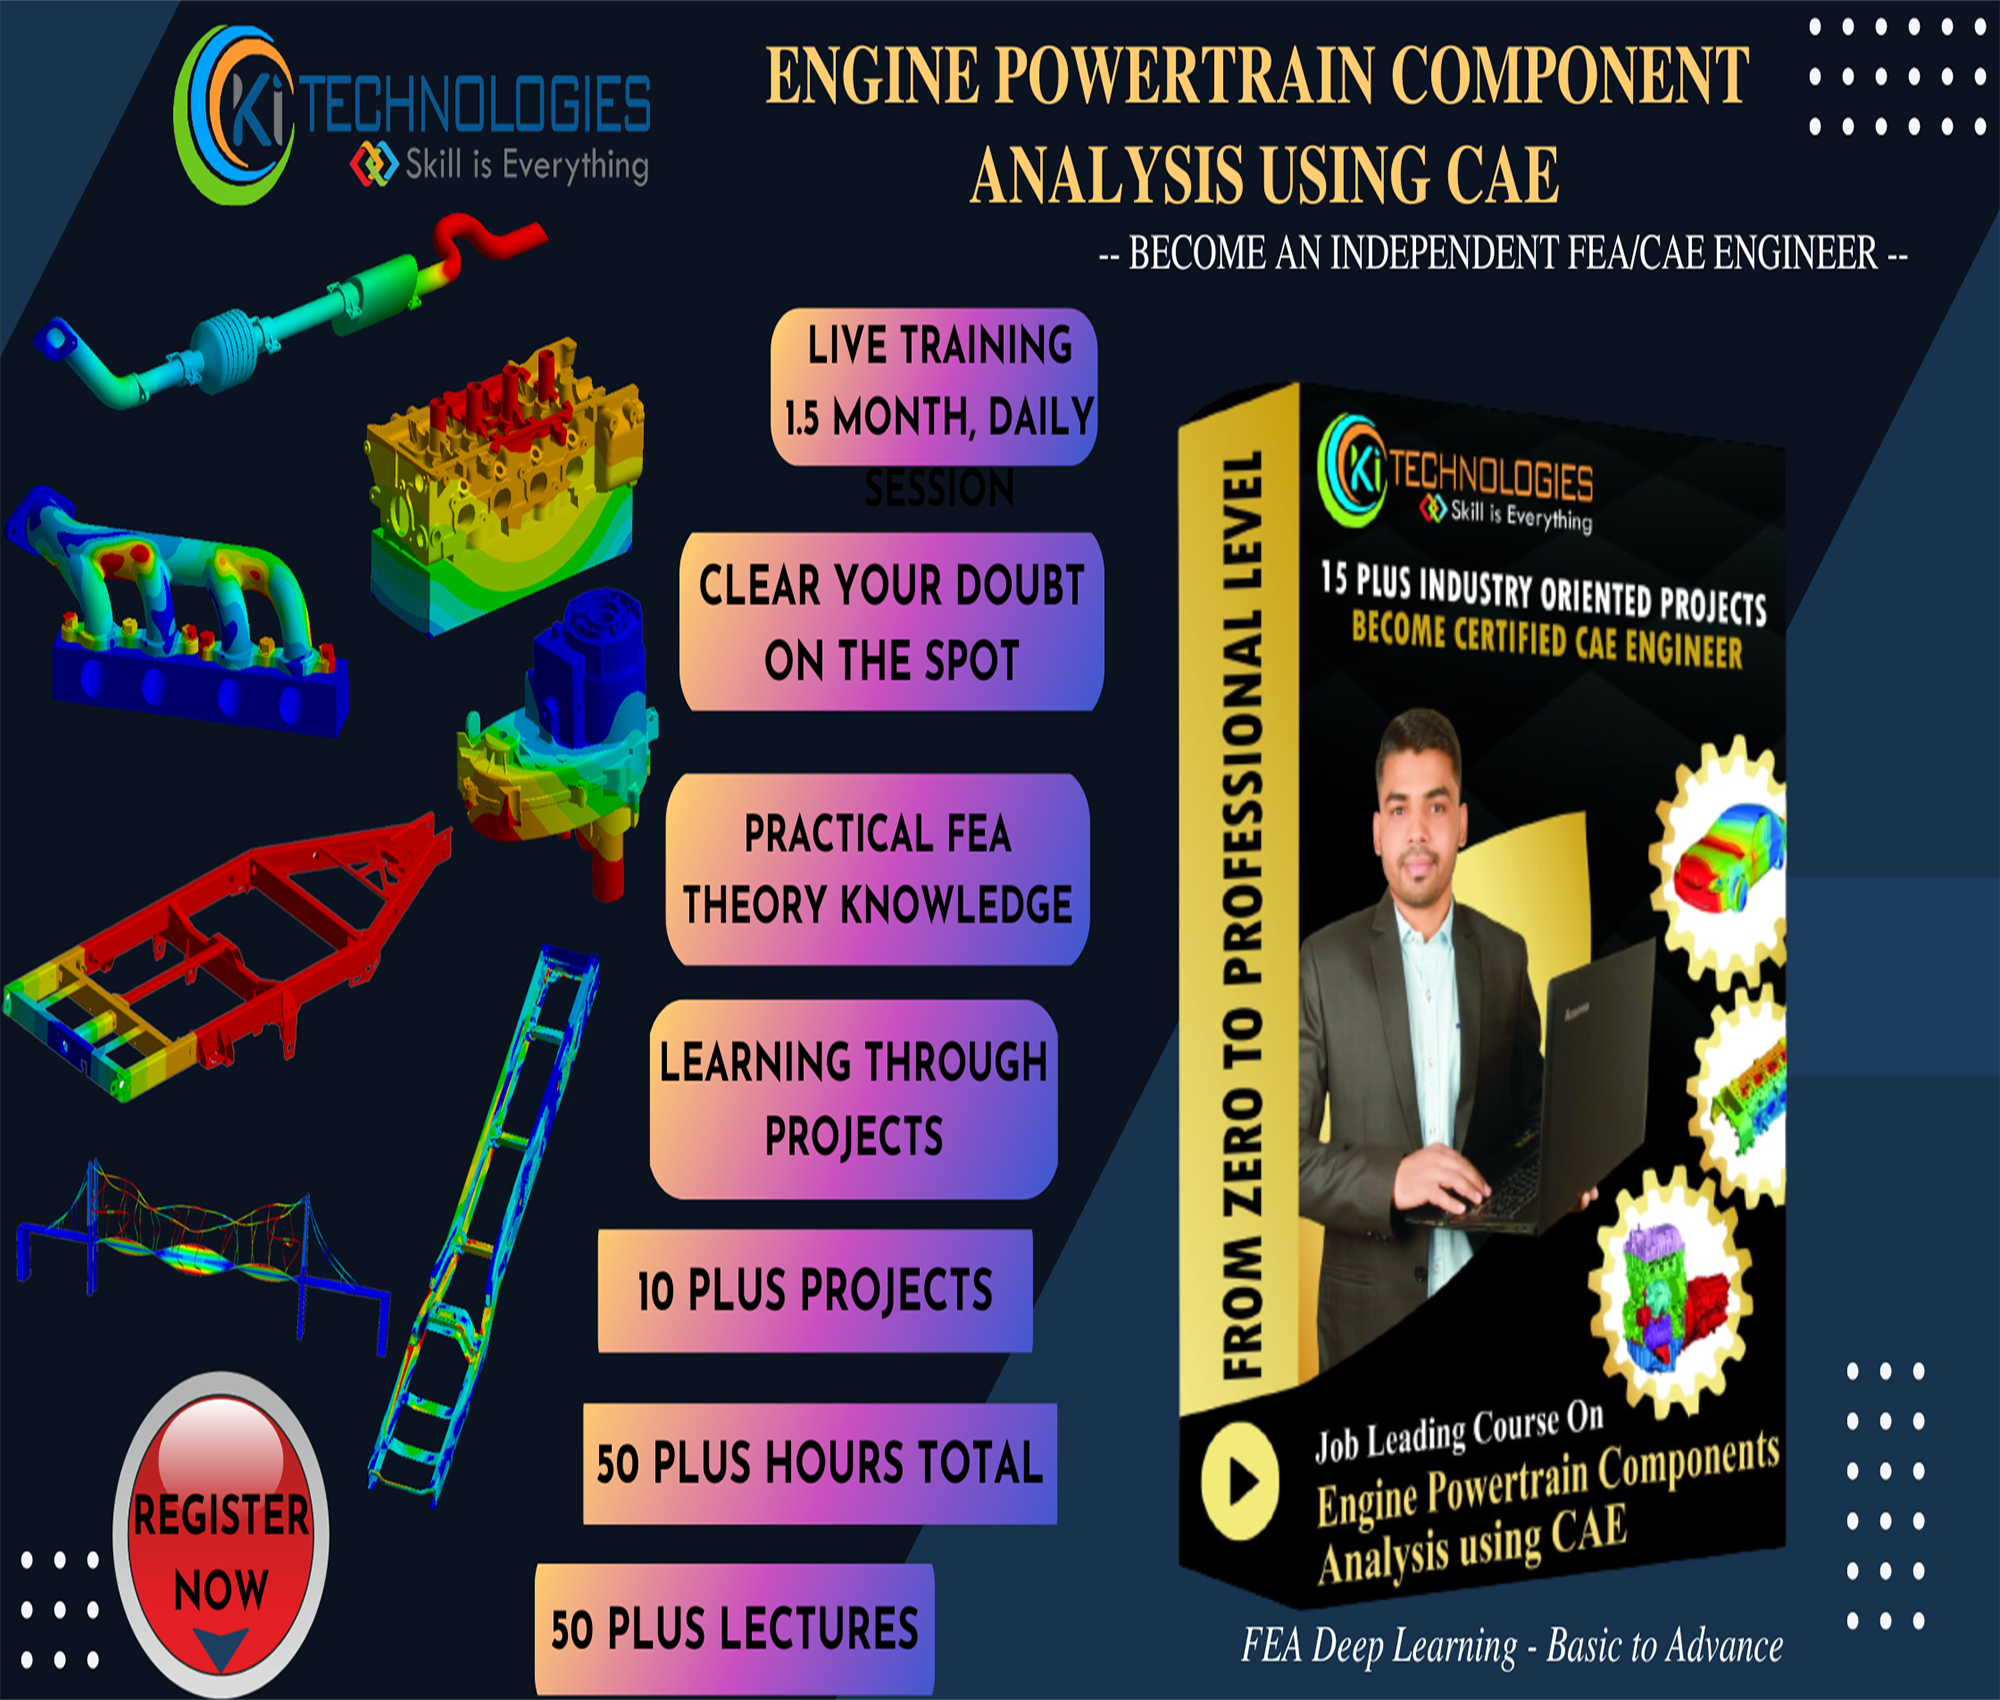 Ki TECHNOLOGIES
Skill is Everything
ENGINE POWERTRAIN COMPONENT
ANALYSIS USING CAE
-- BECOME AN INDEPENDENT FEA/CAE ENGINEER --
LIVE TRAINING
1.5 MONTH, DAILY
SESSION
CLEAR YOUR DOUBT
ON THE SPOT
PRACTICAL FEA
THEORY KNOWLEDGE
LEARNING THROUGH
PROJECTS
10 PLUS PROJECTS
50 PLUS HOURS TOTAL
50 PLUS LECTURES
REGISTER
NOW
FROM ZERO TO PROFESSIONAL LEVEL
Ki TECHNOLOGIES
Skill is Everything
15 PLUS INDUSTRY ORIENTED PROJECTS
BECOME CERTIFIED CAE ENGINEER
lenovo
Job Leading Course On
Engine Powertrain Components
Analysis using CAE
FEA Deep Learning - Basic to Advance